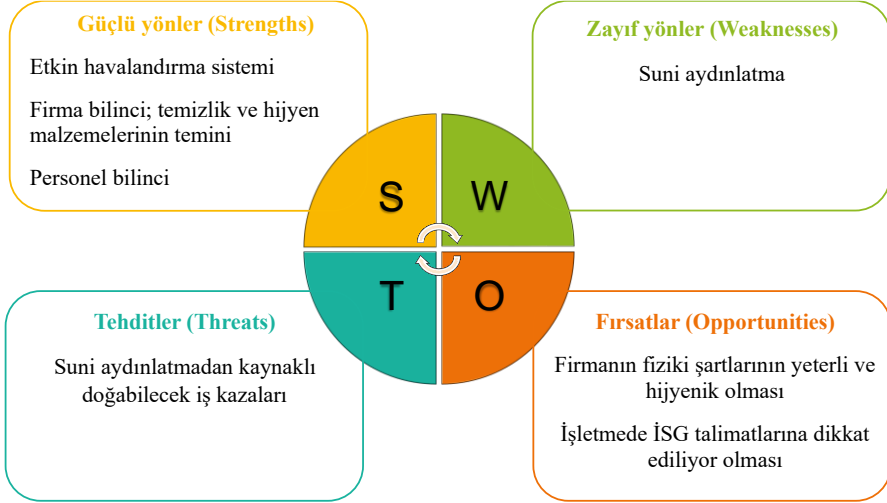 Güçlü yönler (Strengths)
Etkin havalandırma sistemi
Firma bilinci; temizlik ve hijyen
malzemelerinin temini
Personel bilinci
Zayıf yönler (Weaknesses)
Suni aydınlatma
S
W
T
O
Tehditler (Threats)
Suni aydınlatmadan kaynaklı
doğabilecek iş kazaları
Fırsatlar (Opportunities)
Firmanın fiziki şartlarının yeterli ve
hijyenik olması
İşletmede İSG talimatlarına dikkat
ediliyor olması